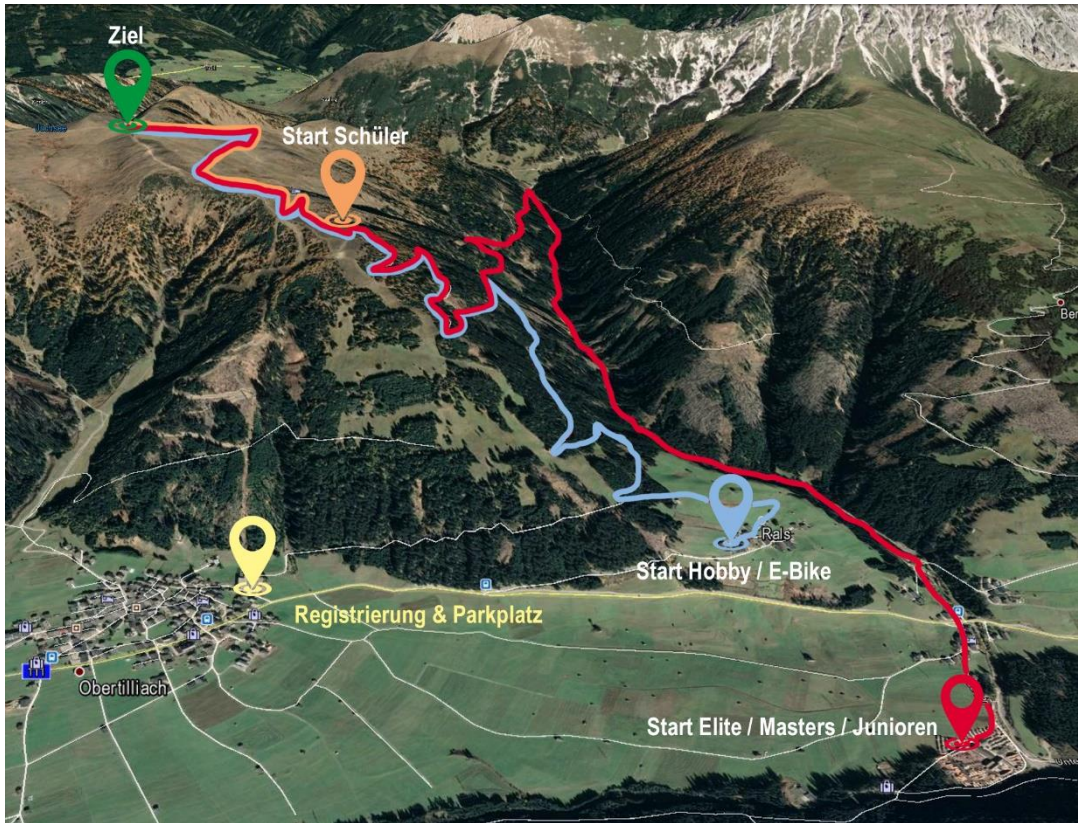 Ziel
Start Schüler
Rals
Start Hobby / E-Bike
Registrierung & Parkplatz
Obertilliach
Start Elite / Masters / Junioren